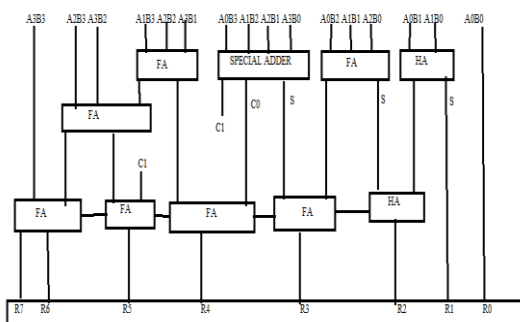 A3B3 A2B3 A3B2 A1B3 A2B2 A3B1 A0B3 A1B2 A2B1 A3B0 A0B2 A1B1 A2B0 A0B1 A1B0 A0B0
FA SPECIAL ADDER FA HA
C0 S S S
FA C1
C1
FA FA FA FA HA
R7 R6 R5 R4 R3 R2 R1 R0